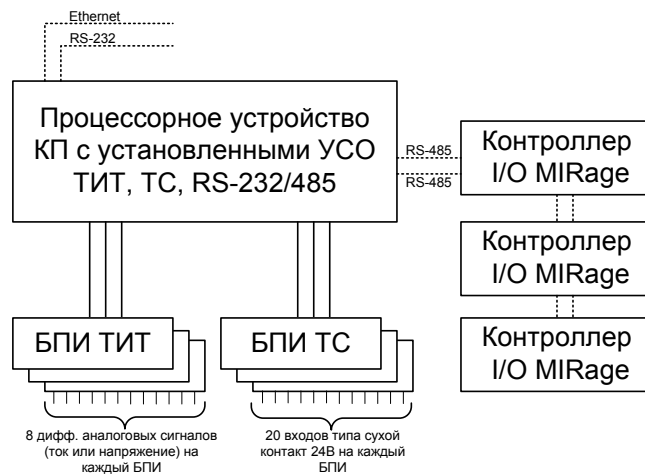 Ethernet
RS-232
Процессорное устройство
КП с установленными УСО
ТИТ, ТС, RS-232/485
RS-485
RS-485
Контроллер
I/O MIRage
Контроллер
I/O MIRage
Контроллер
I/O MIRage
БПИ ТИТ
БПИ ТС
8 дифф. аналоговых сигналов
(ток или напряжение) на
каждый БПИ
20 входов типа сухой
контакт 24В на каждый
БПИ